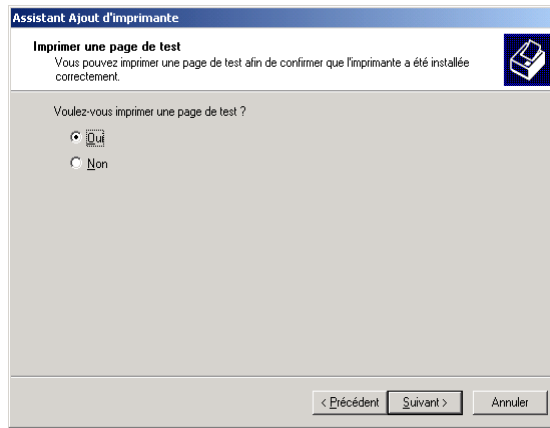 Assistant Ajout d'imprimante
Imprimer une page de test
Vous pouvez imprimer une page de test afin de confirmer que l'imprimante a été installée
correctement.
Voulez-vous imprimer une page de test ?
Oui
Non
< Précédent Suivant > Annuler